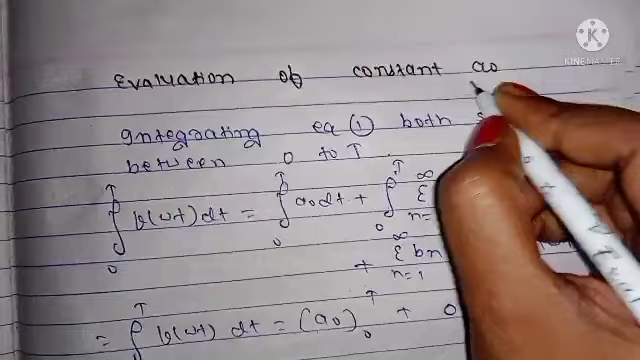 KINEMASTER
Evaluation of constant a₀
Integrating eq ① both
between 0 to T
∫₀ᵀ f(ωt) dt = ∫₀ᵀ a₀ dt + ∫₀ᵀ Σ n=
+ Σ bn
n=1
= ∫ᵀ f(ωt) dt = (a₀)₀ᵀ + 0